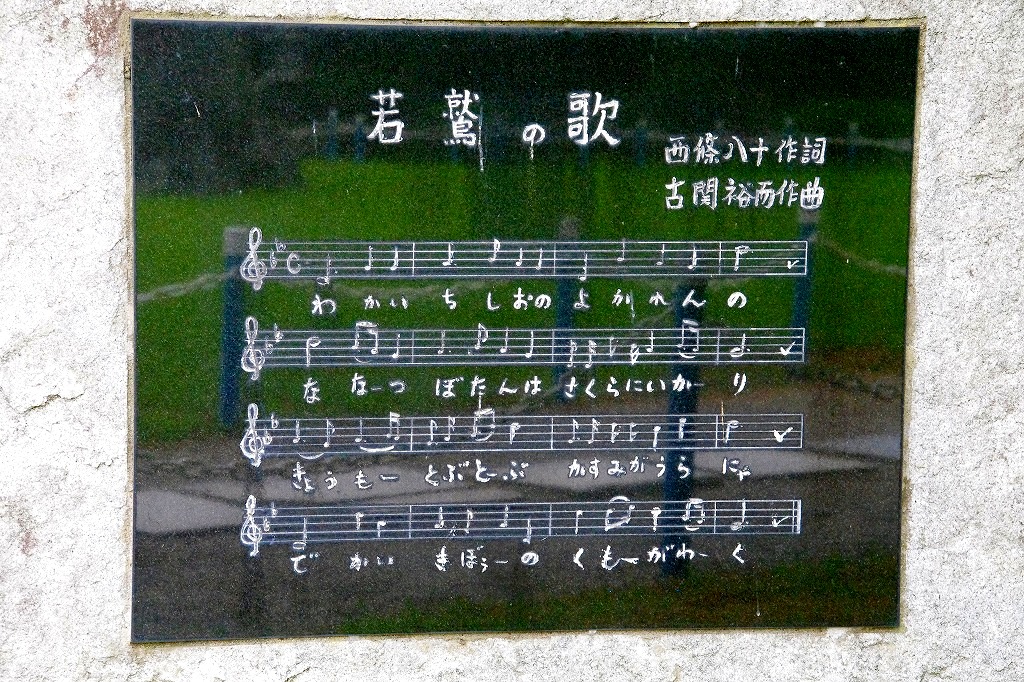 若鷲の歌
西條八十作詞
古関裕而作曲
わかい ちしおの よかれんの
ななーつ ぼたんは さくらにいかーり
きょうもー とぶとーぶ かすみがうらにゃ
でかい きぼうーの くもーがわーく